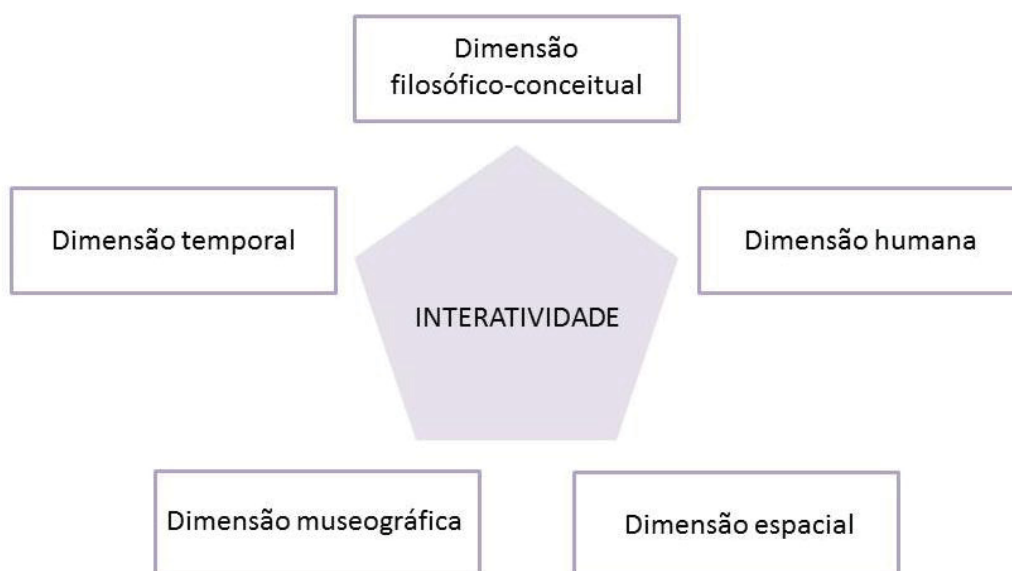 Dimensão
filosófico-conceitual
Dimensão temporal
Dimensão humana
INTERATIVIDADE
Dimensão museográfica
Dimensão espacial